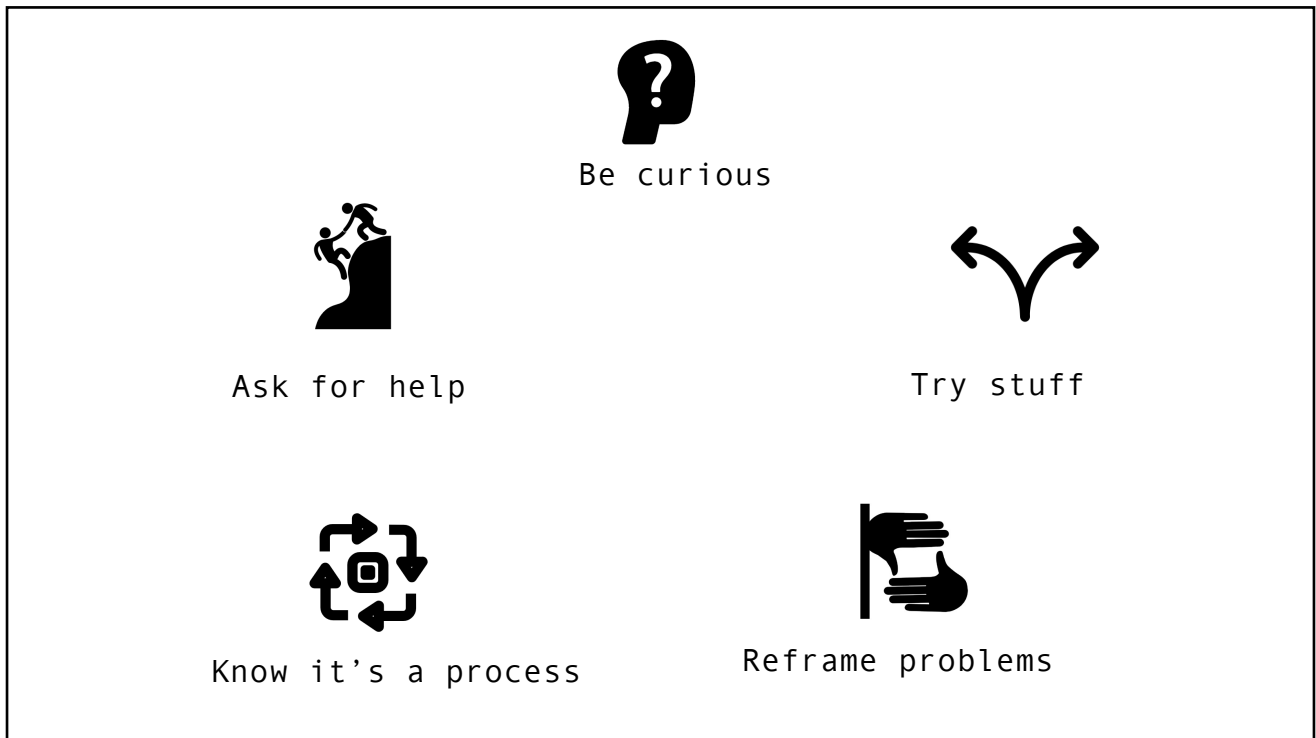 ?
Be curious
Ask for help
Try stuff
Know it’s a process
Reframe problems